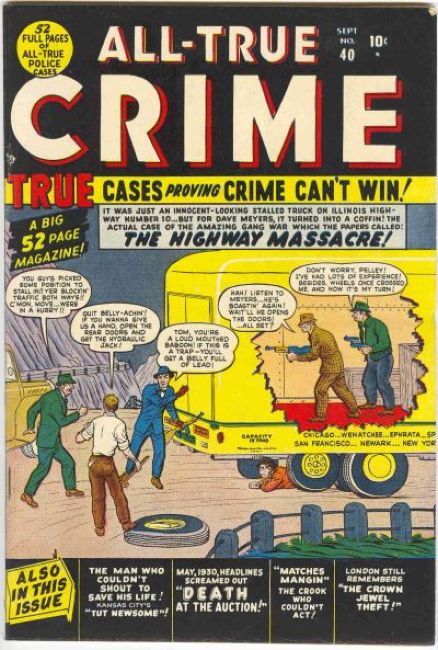 52
FULL PAGES
OF
ALL-TRUE
POLICE
CASES
ALL-TRUE
SEPT
NO.
40
10¢
CRIME
TRUE CASES PROVING CRIME CAN'T WIN!
A BIG
52 PAGE
MAGAZINE!
IT WAS JUST AN INNOCENT-LOOKING STALLED TRUCK ON ILLINOIS HIGH-
WAY NUMBER 10...BUT FOR DAVE MEYERS, IT TURNED INTO A COFFIN! THE
ACTUAL CASE OF THE AMAZING GANG WAR WHICH THE PAPERS CALLED:
THE HIGHWAY MASSACRE!
YOU GUYS PICKED
SOME POSITION TO
STALL IN! YER BLOCKIN'
TRAFFIC BOTH WAYS!!
C'MON, MOVE...WERE
IN A HURRY!!
QUIT BELLY-ACHIN'!
IF YOU WANNA GIVE
US A HAND, OPEN THE
REAR DOORS AND
GET THE HYDRAULIC
JACK!
TOM, YOU'RE
A LOUD MOUTHED
BABOON! IF THIS IS
A TRAP--YOU'LL
GET A BELLY FULL
OF LEAD!
HAH! LISTEN TO
MEYERS...HE'S
BOASTIN' AGAIN!
WAIT'LL HE OPENS
THE DOORS!
...ALL SET?
DON'T WORRY, PELLEY!
I'VE HAD LOTS OF EXPERIENCE!
BESIDES, WHEELS ONCE CROSSED
ME, AND NOW IT'S MY TURN!
CAPACITY
15 TONS
CHICAGO...WENATCHEE...EPHRATA...SP
SAN FRANCISCO... NEWARK... NEW YOR
ALSO
IN THIS
ISSUE
THE MAN WHO
COULDN'T
SHOUT TO
SAVE HIS LIFE!
KANSAS CITY'S
"TUT NEWSOME"!
MAY, 1930, HEADLINES
SCREAMED OUT
"DEATH
AT THE AUCTION!"
"MATCHES
MANGIN"
THE CROOK
WHO
COULDN'T
ACT!
LONDON STILL
REMEMBERS
"THE CROWN
JEWEL
THEFT!"